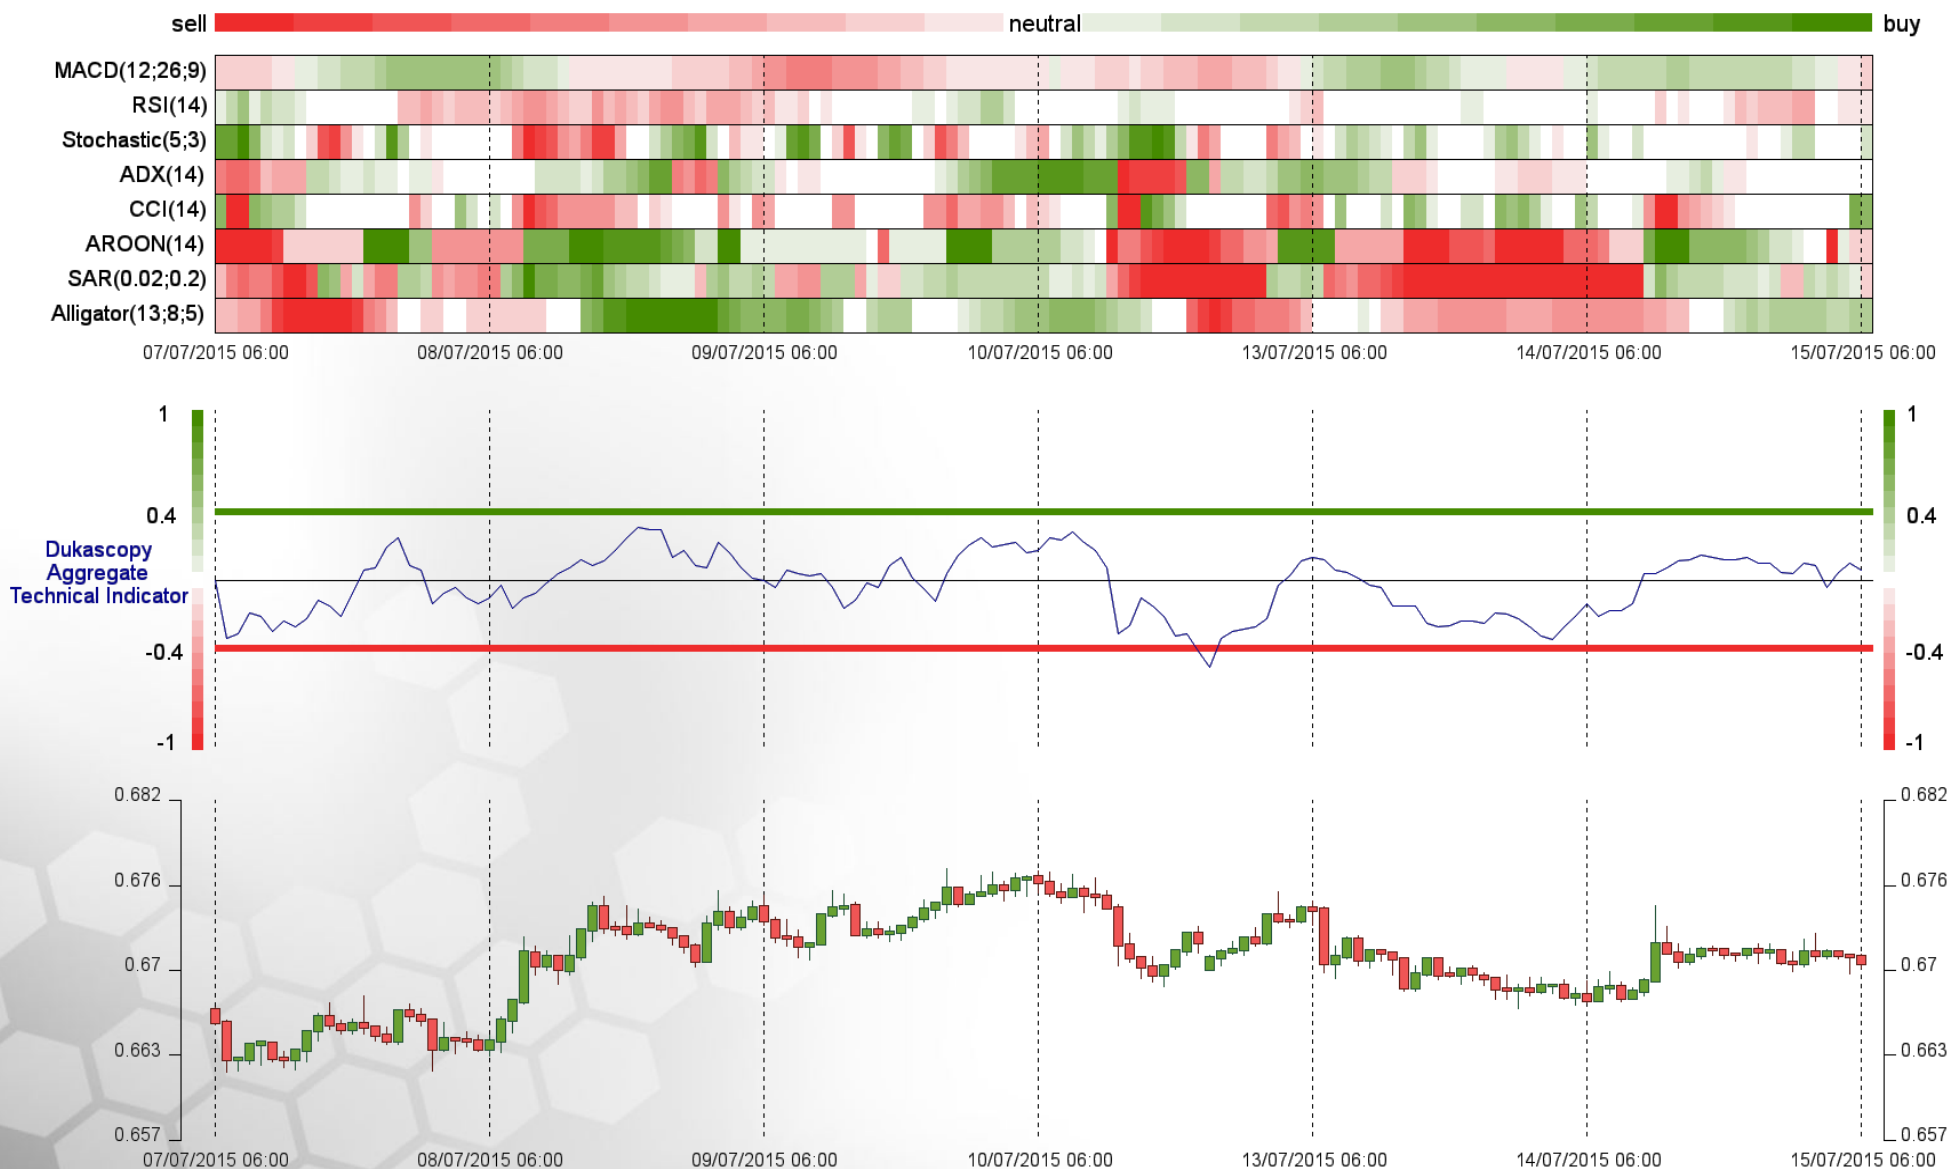 sell neutral buy
MACD(12;26;9)
RSI(14)
Stochastic(5;3)
ADX(14)
CCI(14)
AROON(14)
SAR(0.02;0.2)
Alligator(13;8;5)
07/07/2015 06:00 08/07/2015 06:00 09/07/2015 06:00 10/07/2015 06:00 13/07/2015 06:00 14/07/2015 06:00 15/07/2015 06:00
1 1
0.4 0.4
Dukascopy
Aggregate
Technical Indicator
-0.4 -0.4
-1 -1
0.682 0.682
0.676 0.676
0.67 0.67
0.663 0.663
0.657 0.657
07/07/2015 06:00 08/07/2015 06:00 09/07/2015 06:00 10/07/2015 06:00 13/07/2015 06:00 14/07/2015 06:00 15/07/2015 06:00